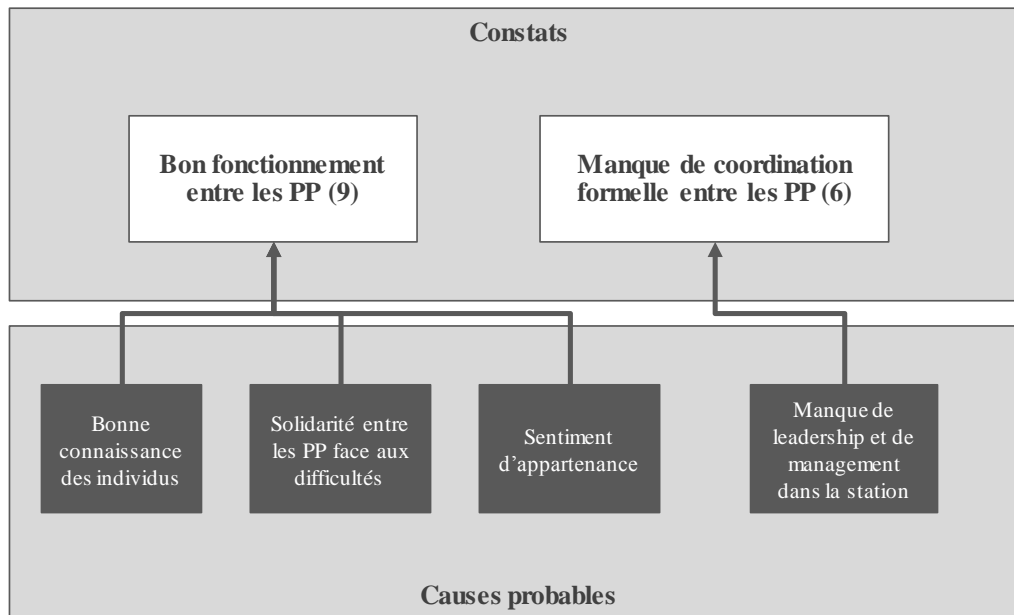 Constats
Bon fonctionnement
entre les PP (9)
Manque de coordination
formelle entre les PP (6)
Bonne
connaissance
des individus
Solidarité entre
les PP face aux
difficultés
Sentiment
d’appartenance
Manque de
leadership et de
management
dans la station
Causes probables